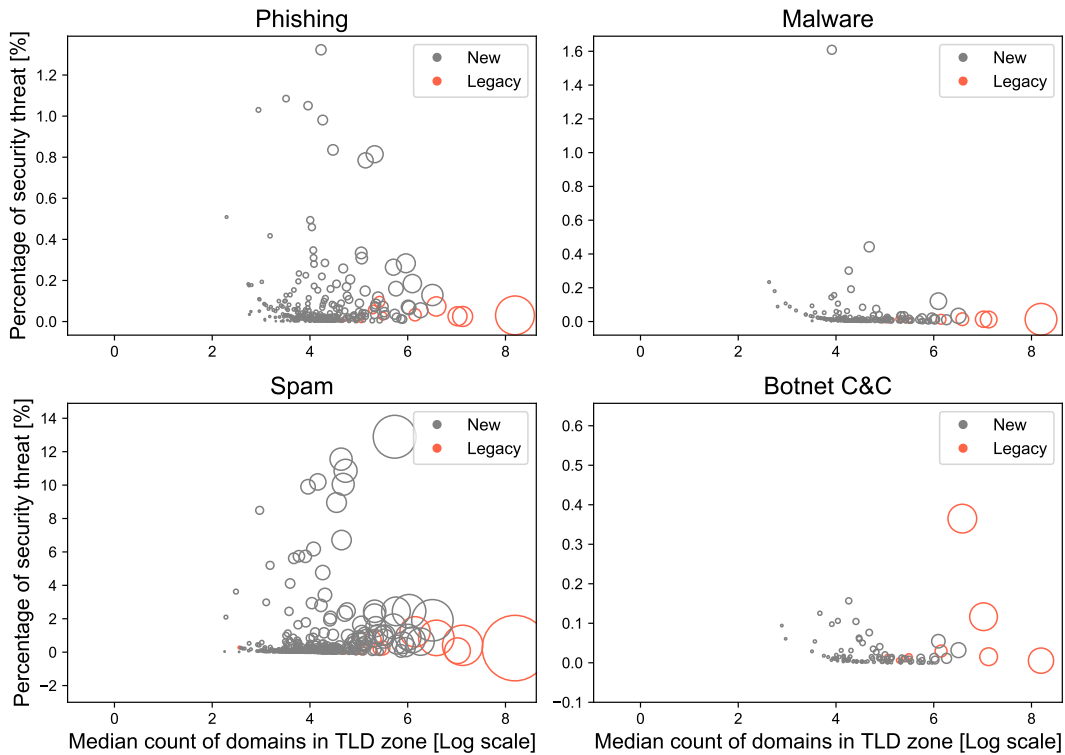 Phishing
Percentage of security threat [%]
1.2
1.0
0.8
0.6
0.4
0.2
0.0
0 2 4 6 8
New
Legacy
Malware
1.6
1.4
1.2
1.0
0.8
0.6
0.4
0.2
0.0
0 2 4 6 8
New
Legacy
Spam
Percentage of security threat [%]
14
12
10
8
6
4
2
0
−2
0 2 4 6 8
Median count of domains in TLD zone [Log scale]
New
Legacy
Botnet C&C
0.6
0.5
0.4
0.3
0.2
0.1
0.0
−0.1
0 2 4 6 8
Median count of domains in TLD zone [Log scale]
New
Legacy